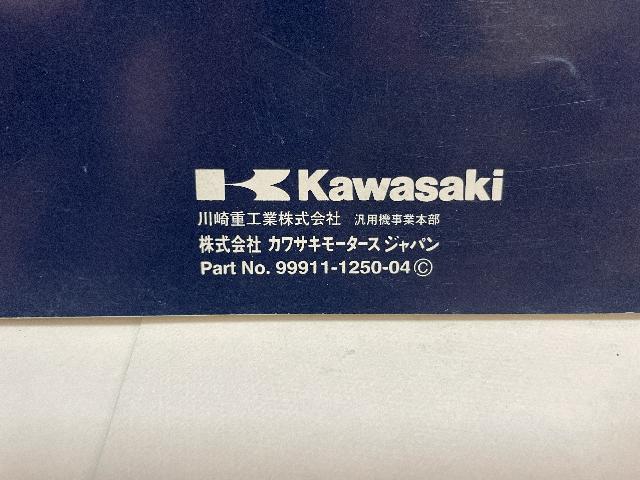 Kawasaki
川崎重工業株式会社 汎用機事業本部
株式会社 カワサキモータース ジャパン
Part No. 99911-1250-04 ©